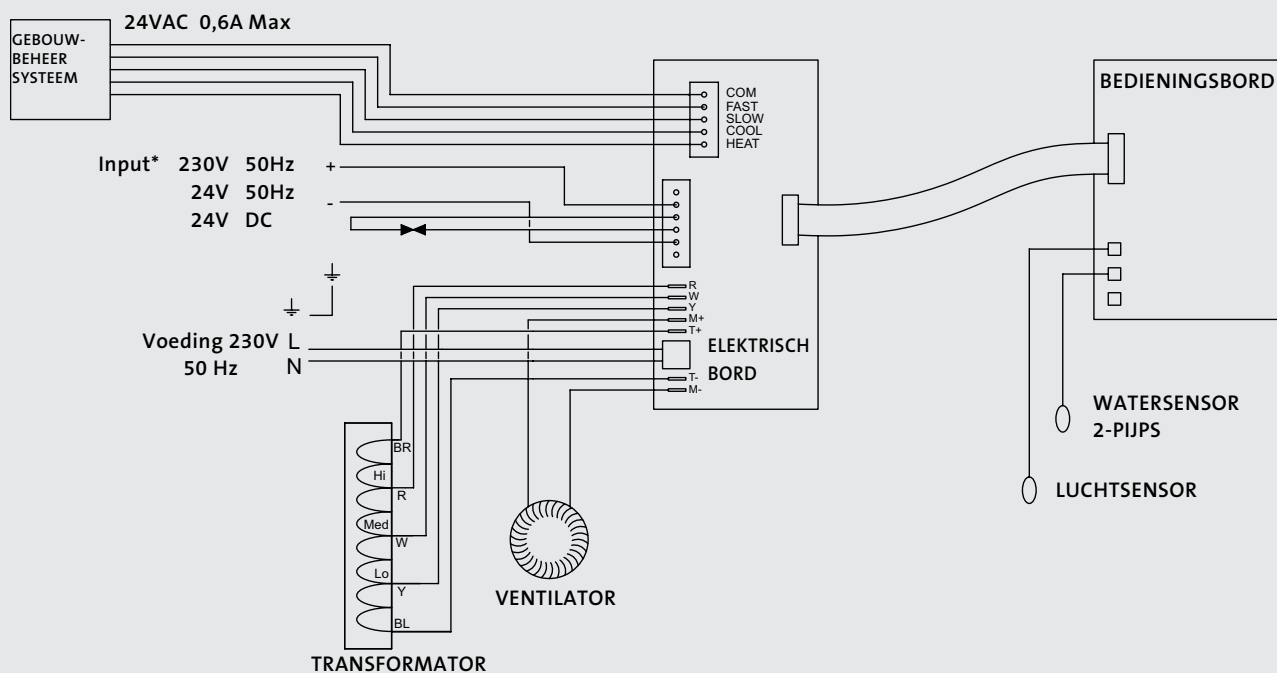 24VAC 0,6A Max
GEBOUW-
BEHEER
SYSTEEM
COM
FAST
SLOW
COOL
HEAT
BEDIENINGSBORD
Input* 230V 50Hz +
24V 50Hz -
24V DC
R
W
Y
M+
T+
Voeding 230V L
50 Hz N
ELEKTRISCH
BORD
T-
M-
WATERSENSOR
2-PIJPS
LUCHTSENSOR
BR
Hi
R
Med
W
Lo
Y
BL
VENTILATOR
TRANSFORMATOR